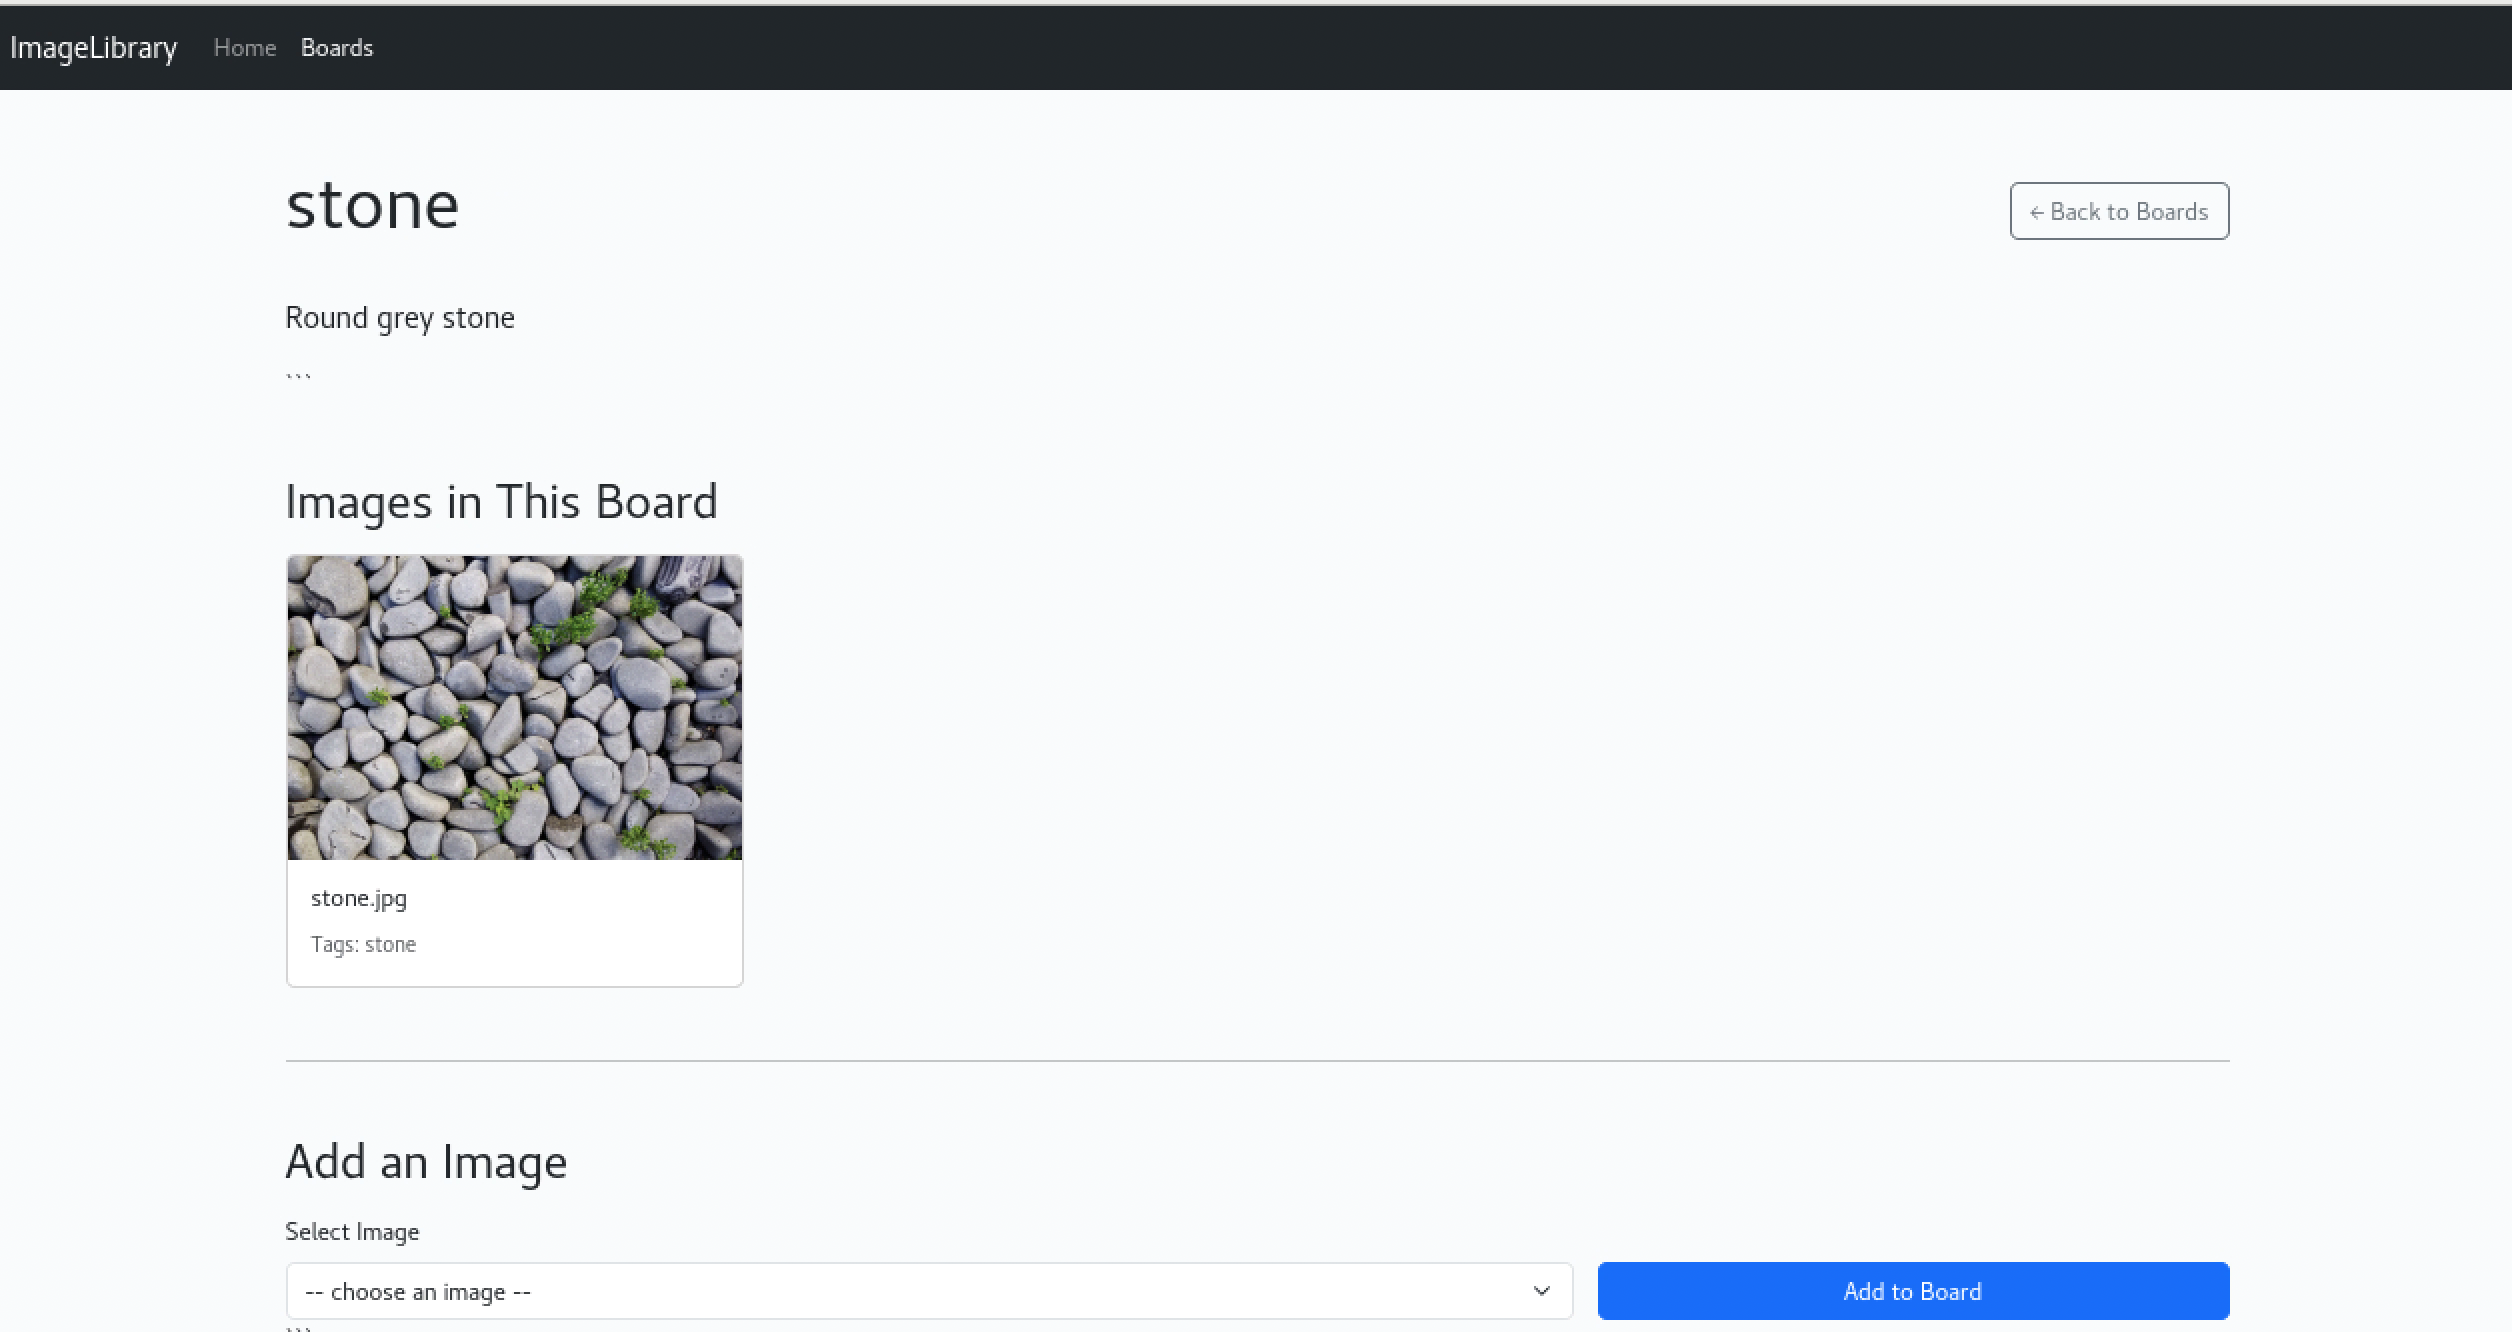 ImageLibrary Home Boards
stone
← Back to Boards
Round grey stone
```
Images in This Board
stone.jpg
Tags: stone
Add an Image
Select Image
-- choose an image --
Add to Board
```